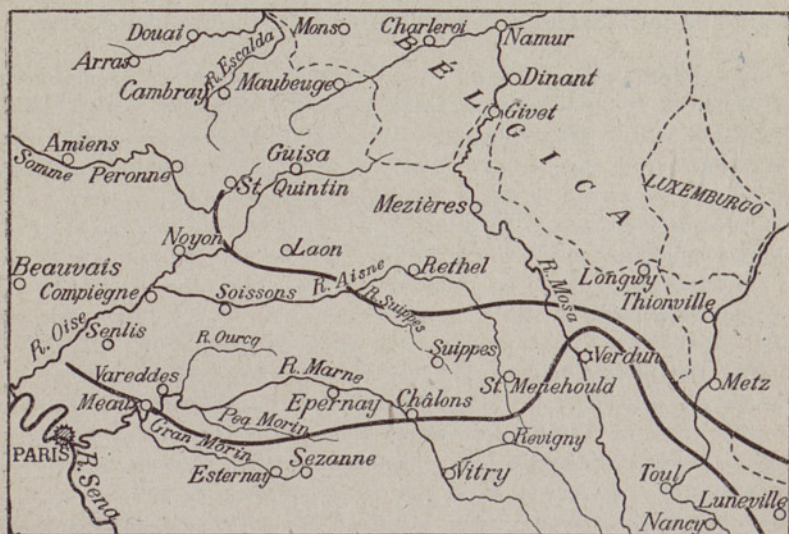 Douai
Mons
Charleroi
Namur
Arras
R. Escalda
Cambray
Maubeuge
Dinant
Givet
BÉLGICA
Amiens
Somme
Peronne
Guisa
St. Quintin
Mezières
LUXEMBURGO
Noyon
Laon
Rethel
R. Mosa
Longwy
Thionville
Beauvais
Compiègne
Soissons
R. Aisne
R. Suippes
R. Oise
Senlis
R. Ourcq
Suippes
Verdun
Vareddes
R. Marne
St. Menehould
Metz
Meau
Epernay
Châlons
Peq. Morin
Gran Morin
Revigny
PARIS
R. Sena
Esternay
Sezanne
Vitry
Toul
Luneville
Nancy